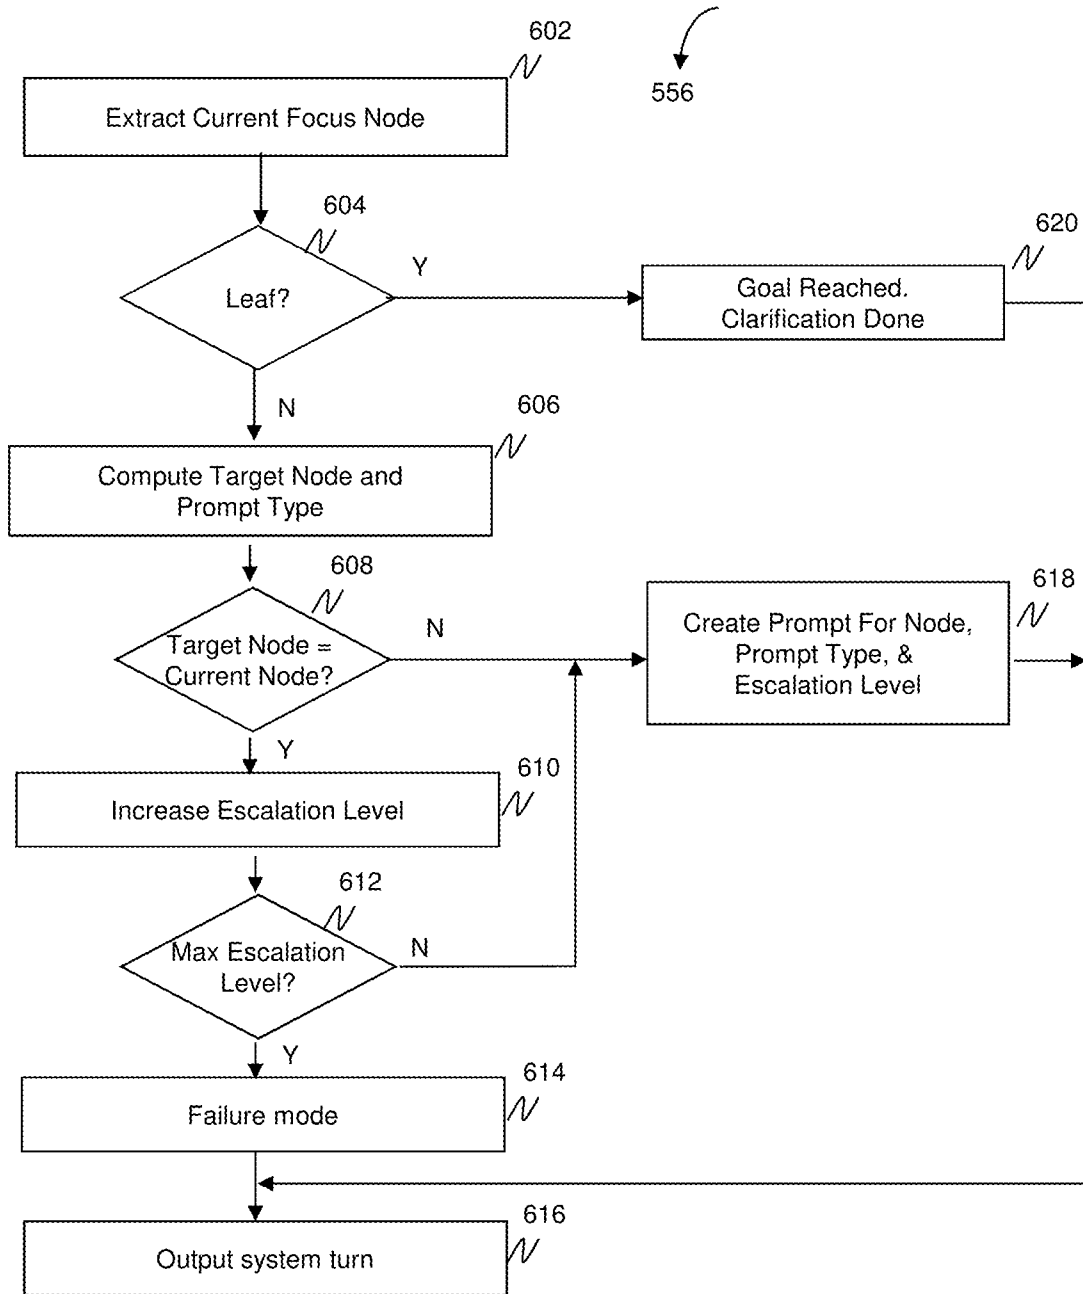 602
556
Extract Current Focus Node
604
620
Y
Leaf?
Goal Reached.
Clarification Done
N
606
Compute Target Node and
Prompt Type
608
618
Target Node =
Current Node?
N
Create Prompt For Node,
Prompt Type, &
Escalation Level
Y
610
Increase Escalation Level
612
Max Escalation
Level?
N
Y
614
Failure mode
616
Output system turn